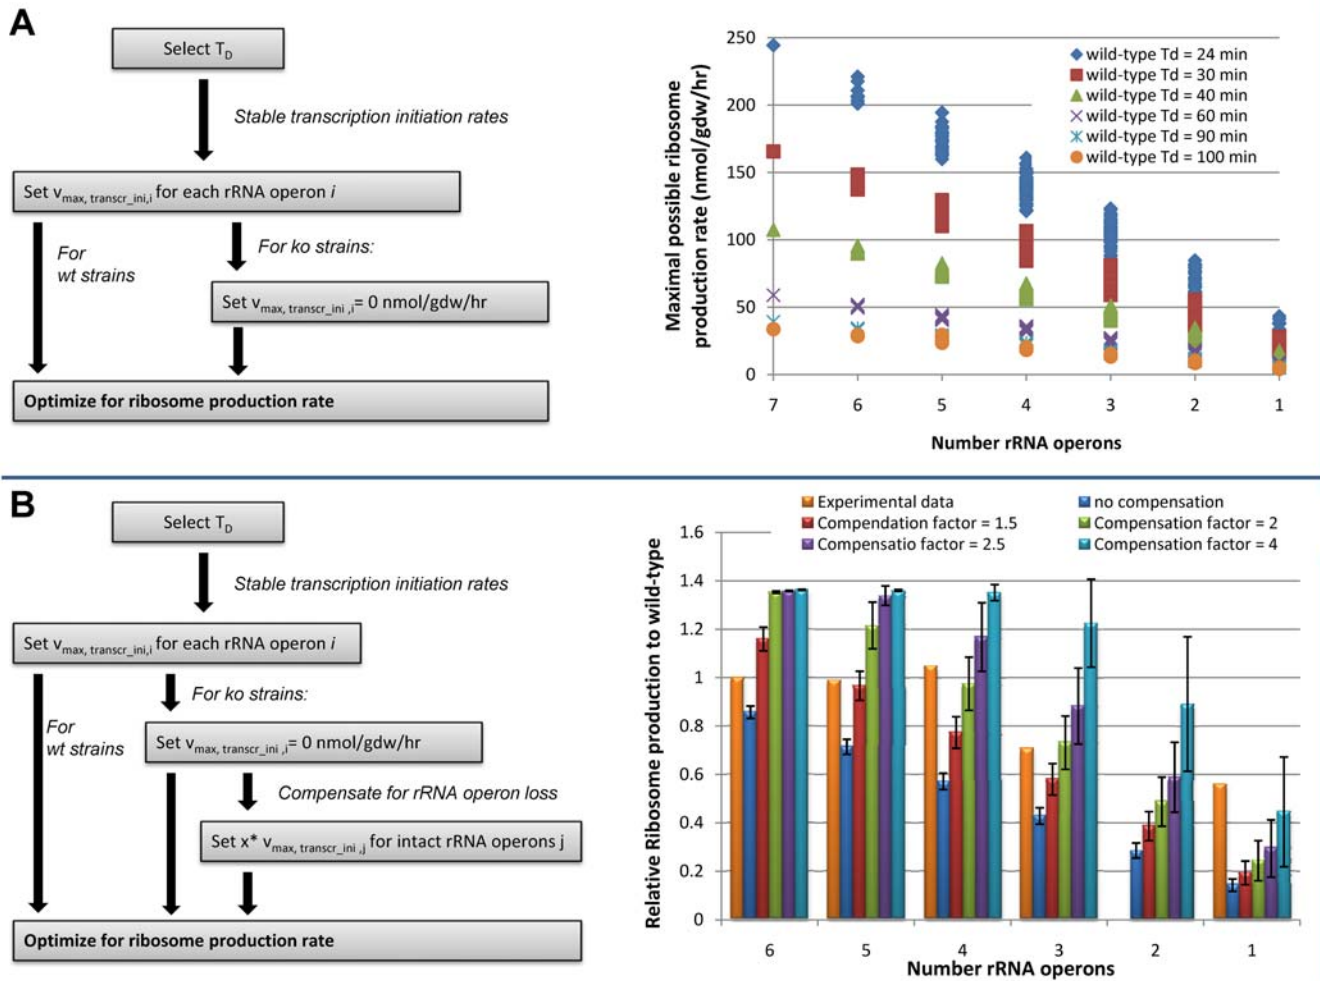 A
Select T_D
Stable transcription initiation rates
Set v_max, transcr_ini,i for each rRNA operon i
For
wt strains
For ko strains:
Set v_max, transcr_ini ,i= 0 nmol/gdw/hr
Optimize for ribosome production rate
Maximal possible ribosome
production rate (nmol/gdw/hr)
250
200
150
100
50
0
wild-type Td = 24 min
wild-type Td = 30 min
wild-type Td = 40 min
wild-type Td = 60 min
wild-type Td = 90 min
wild-type Td = 100 min
7 6 5 4 3 2 1
Number rRNA operons
B
Select T_D
Stable transcription initiation rates
Set v_max, transcr_ini,i for each rRNA operon i
For ko strains:
For
wt strains
Set v_max, transcr_ini ,i= 0 nmol/gdw/hr
Compensate for rRNA operon loss
Set x* v_max, transcr_ini ,j for intact rRNA operons j
Optimize for ribosome production rate
Experimental data
no compensation
Compendation factor = 1.5
Compensation factor = 2
Compensatio factor = 2.5
Compensation factor = 4
Relative Ribosome production to wild-type
1.6
1.4
1.2
1
0.8
0.6
0.4
0.2
0
6 5 4 3 2 1
Number rRNA operons